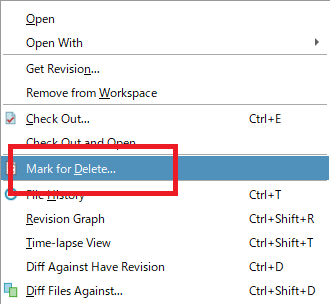 Open
Open With
Get Revision...
Remove from Workspace
Check Out... Ctrl+E
Check Out and Open
Mark for Delete...
File History Ctrl+T
Revision Graph Ctrl+Shift+R
Time-lapse View Ctrl+Shift+T
Diff Against Have Revision Ctrl+D
Diff Files Against... Ctrl+Shift+D